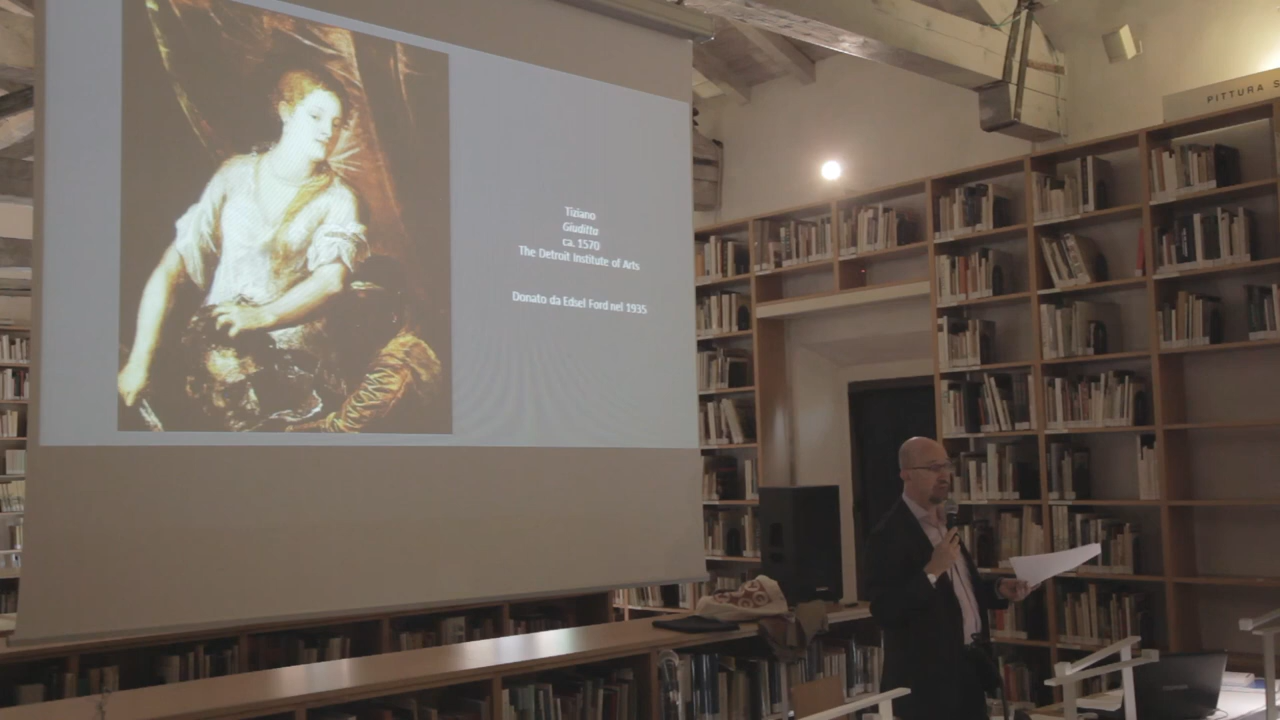 Tiziano
Giuditta
ca. 1570
The Detroit Institute of Arts
Donato da Edsel Ford nel 1935
PITTURA S